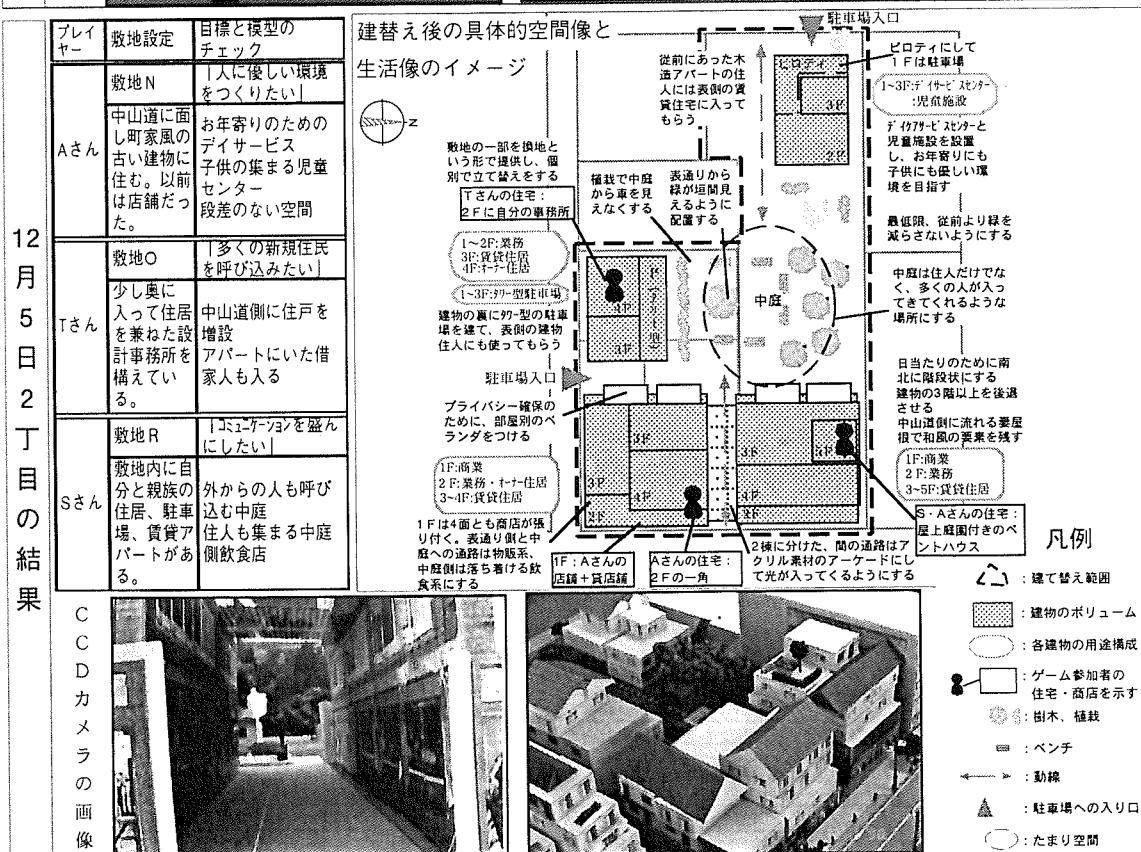 12月5日2丁目の結果
プレイヤー
敷地設定
目標と模型の
チェック
Aさん
敷地N
「人に優しい環境
をつくりたい」
中山道に面
し町家風の
古い建物に
住む。以前
は店舗だっ
た。
お年寄りのための
デイサービス
子供の集まる児童
センター
段差のない空間
Tさん
敷地O
「多くの新規住民
を呼び込みたい」
少し奥に
入って住居
を兼ねた設
計事務所を
構えてい
る。
中山道側に住戸を
増設
アパートにいた借
家人も入る
Sさん
敷地R
「コミュニケーションを盛ん
にしたい」
敷地内に自
分と親族の
住居、駐車
場、賃貸ア
パートがあ
る。
外からの人も呼び
込む中庭
住人も集まる中庭
側飲食店
建替え後の具体的空間像と
生活像のイメージ
N
駐車場入口
従前にあった木
造アパートの住
人には表側の賃
貸住宅に入って
もらう
ピロティ
3F
2F
ピロティにして
1Fは駐車場
1~3F:デイサービスセンター
:児童施設
デイケアサービスセンターと
児童施設を設置
し、お年寄りにも
子供にも優しい環
境を目指す
最低限、従前より緑を
減らさないようにする
中庭は住人だけでな
く、多くの人が入っ
てきてくれるような
場所にする
敷地の一部を換地と
いう形で提供し、個
別で立て替えをする
Tさんの住宅:
2Fに自分の事務所
植栽で中庭
から車を見
えなくする
表通りから
緑が垣間見
えるように
配置する
1~2F:業務
3F:賃貸住居
4F:オーナー住居
1~3F:タワー型駐車場
建物の裏にタワー型の駐車
場を建て、表側の建物
住人にも使ってもらう
4F
3F
中庭
駐車場入口
プライバシー確保の
ために、部屋別のベ
ランダをつける
日当たりのために南
北に階段状にする
建物の3階以上を後退
させる
中山道側に流れる妻屋
根で和風の要素を残す
1F:商業
2F:業務・オーナー住居
3~4F:賃貸住居
1F:商業
2F:業務
3~5F:賃貸住居
3F
3F
4F
2F
3F
5F
4F
2F
S・Aさんの住宅:
屋上庭園付きのペ
ントハウス
1Fは4面とも商店が張
り付く。表通り側と中
庭への通路は物販系、
中庭側は落ち着ける飲
食系にする
1F:Aさんの
店舗+貸店舗
Aさんの住宅:
2Fの一角
2棟に分けた、間の通路はア
クリル素材のアーケードにし
て光が入ってくるようにする
凡例
:建て替え範囲
:建物のボリューム
:各建物の用途構成
:ゲーム参加者の
住宅・商店を示す
:樹木、植栽
:ベンチ
:動線
:駐車場への入り口
:たまり空間
CCDカメラの画像